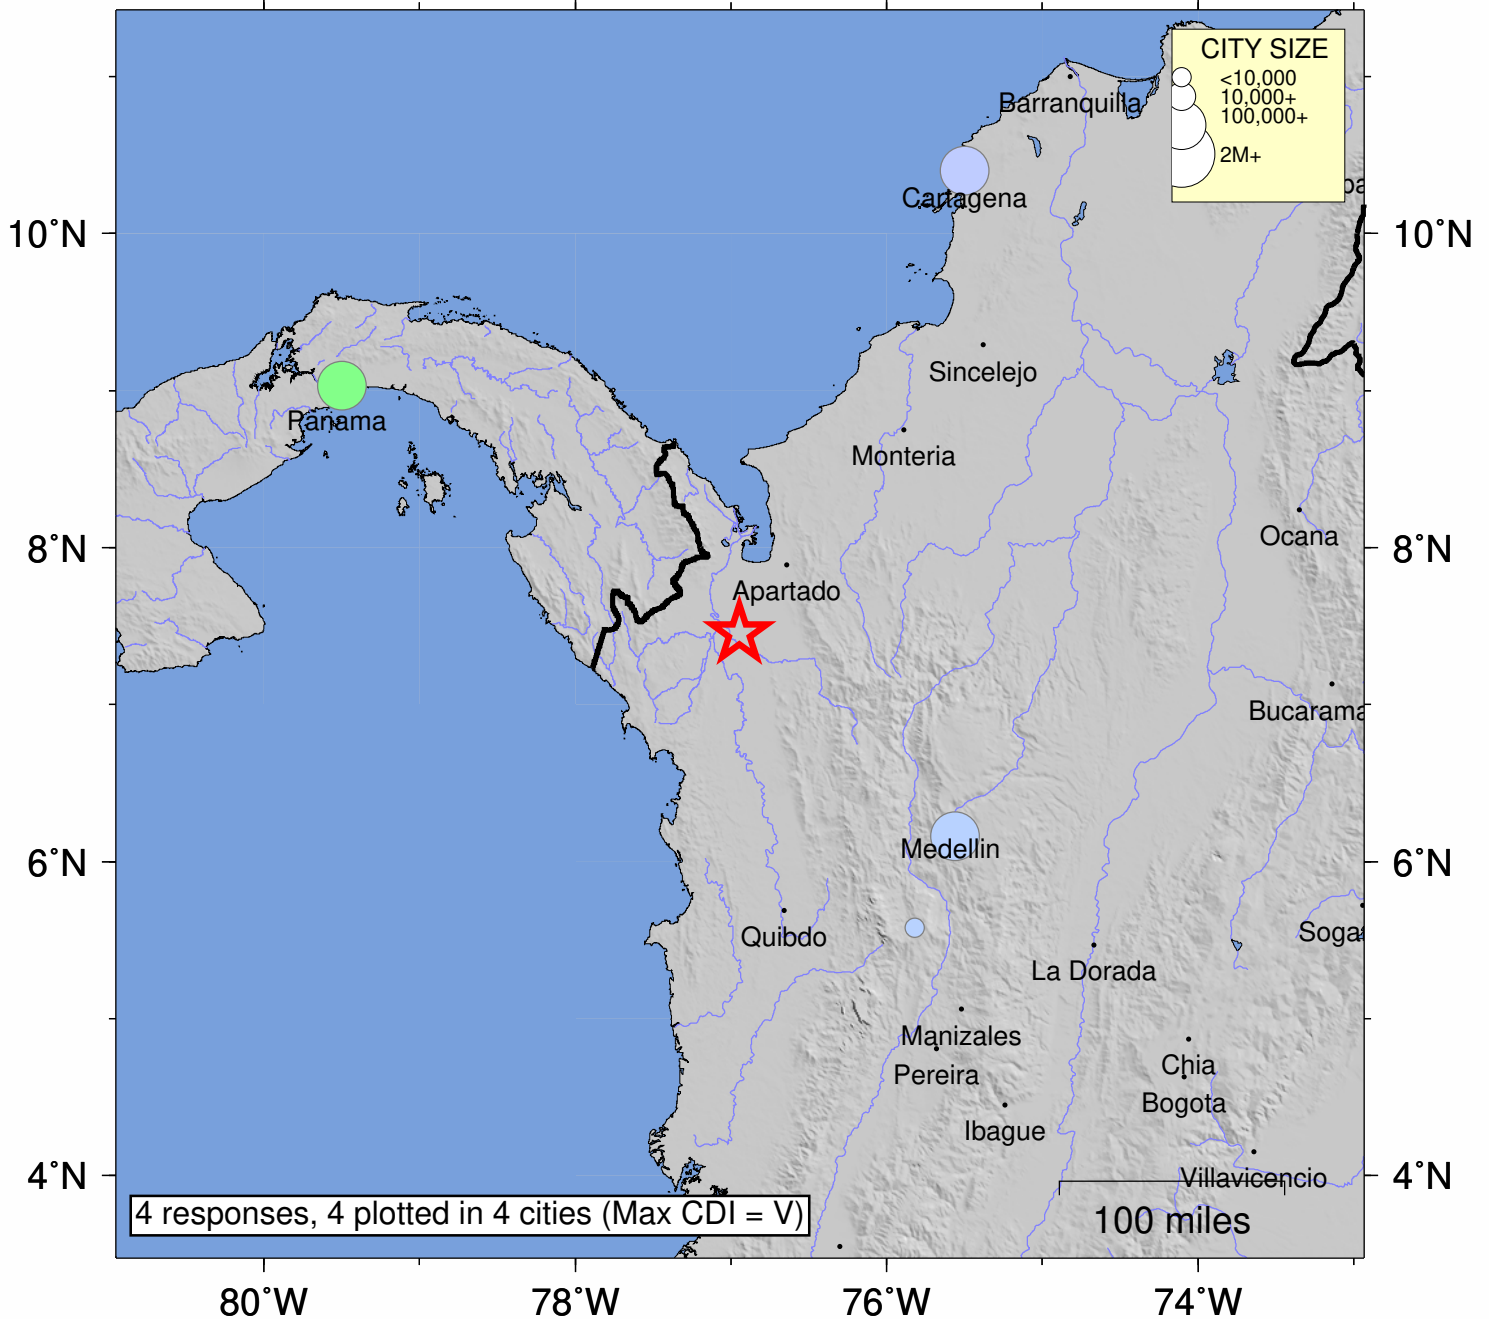 CITY SIZE
<10,000
10,000+
100,000+
2M+
Barranquilla
Cartagena
10°N
10°N
Sincelejo
Panama
Monteria
Ocana
8°N
8°N
Apartado
Bucarama
Medellin
6°N
6°N
Quibdo
Soga
La Dorada
Manizales
Chia
Pereira
Bogota
Ibague
4°N
4°N
Villavicencio
4 responses, 4 plotted in 4 cities (Max CDI = V)
100 miles
80°W
78°W
76°W
74°W